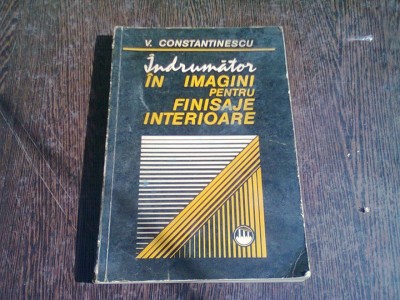 V. CONSTANTINESCU
Îndrumător
ÎN IMAGINI
PENTRU
FINISAJE
INTERIOARE